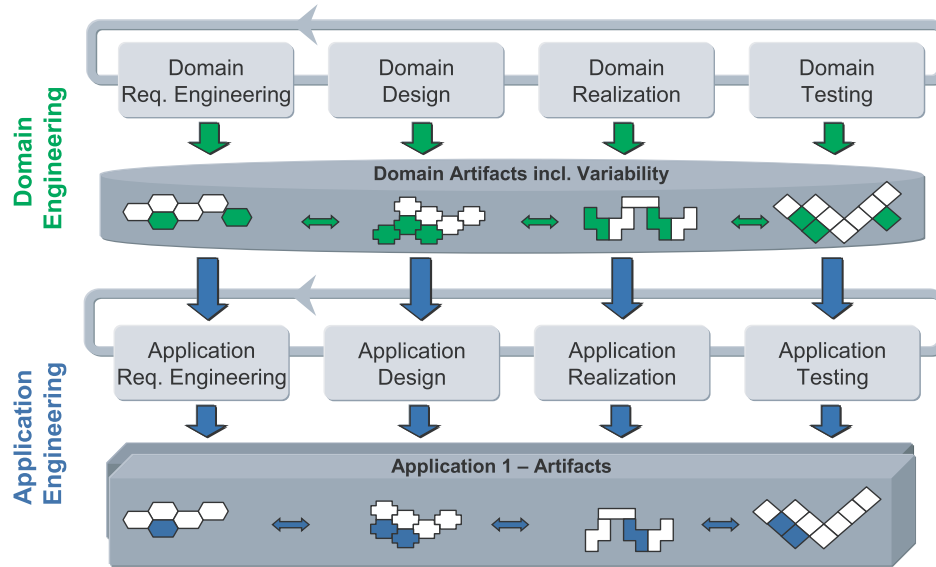 Domain
Engineering
Domain
Req. Engineering
Domain
Design
Domain
Realization
Domain
Testing
Domain Artifacts incl. Variability
Application
Engineering
Application
Req. Engineering
Application
Design
Application
Realization
Application
Testing
Application 1 – Artifacts